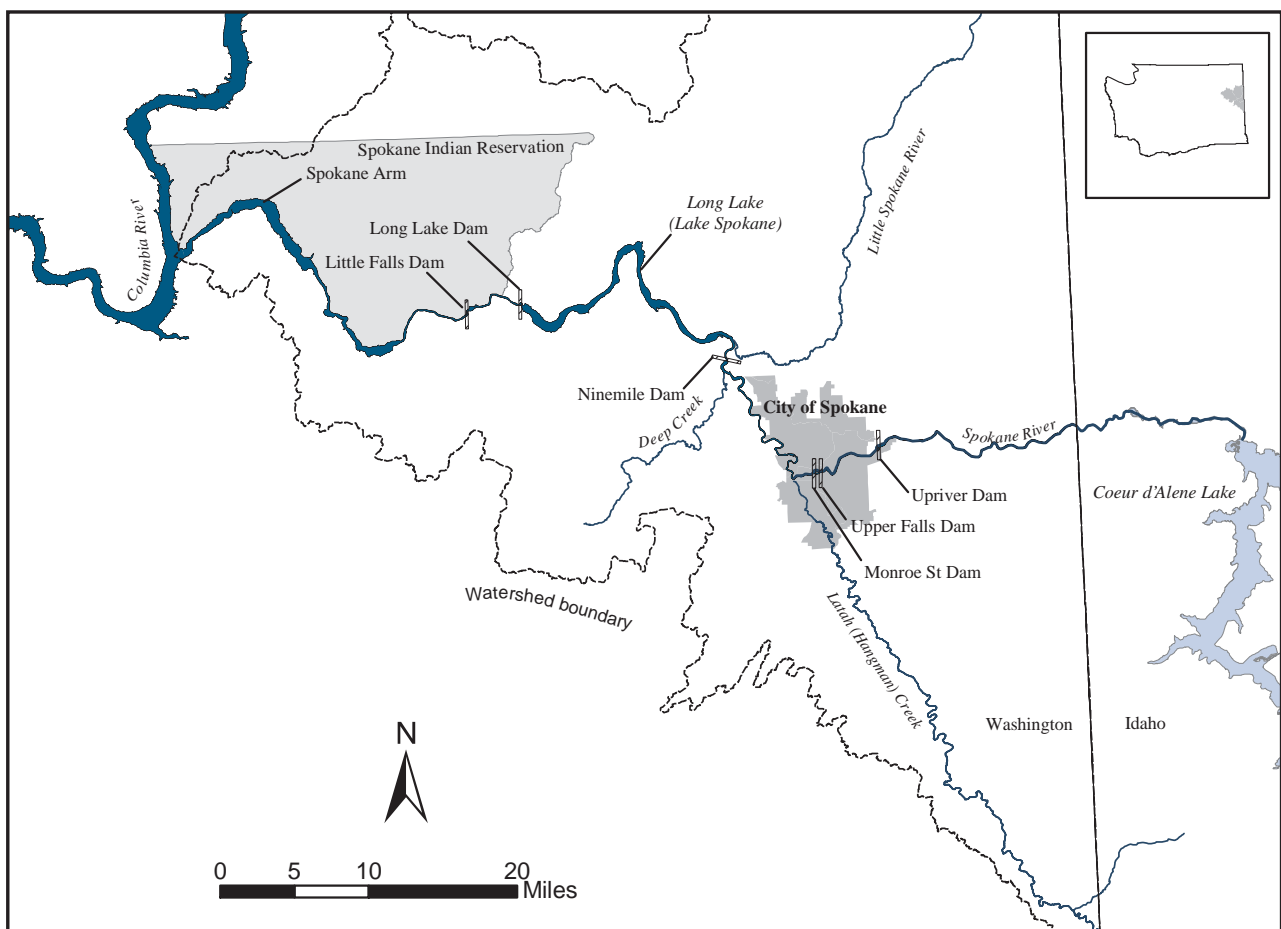 Spokane Indian Reservation
Spokane Arm
Long Lake Dam
Little Falls Dam
Columbia River
Long Lake
(Lake Spokane)
Little Spokane River
Ninemile Dam
City of Spokane
Deep Creek
Spokane River
Upriver Dam
Coeur d'Alene Lake
Upper Falls Dam
Monroe St Dam
Watershed boundary
Latah (Hangman) Creek
Washington
Idaho
N
0 5 10 20
Miles